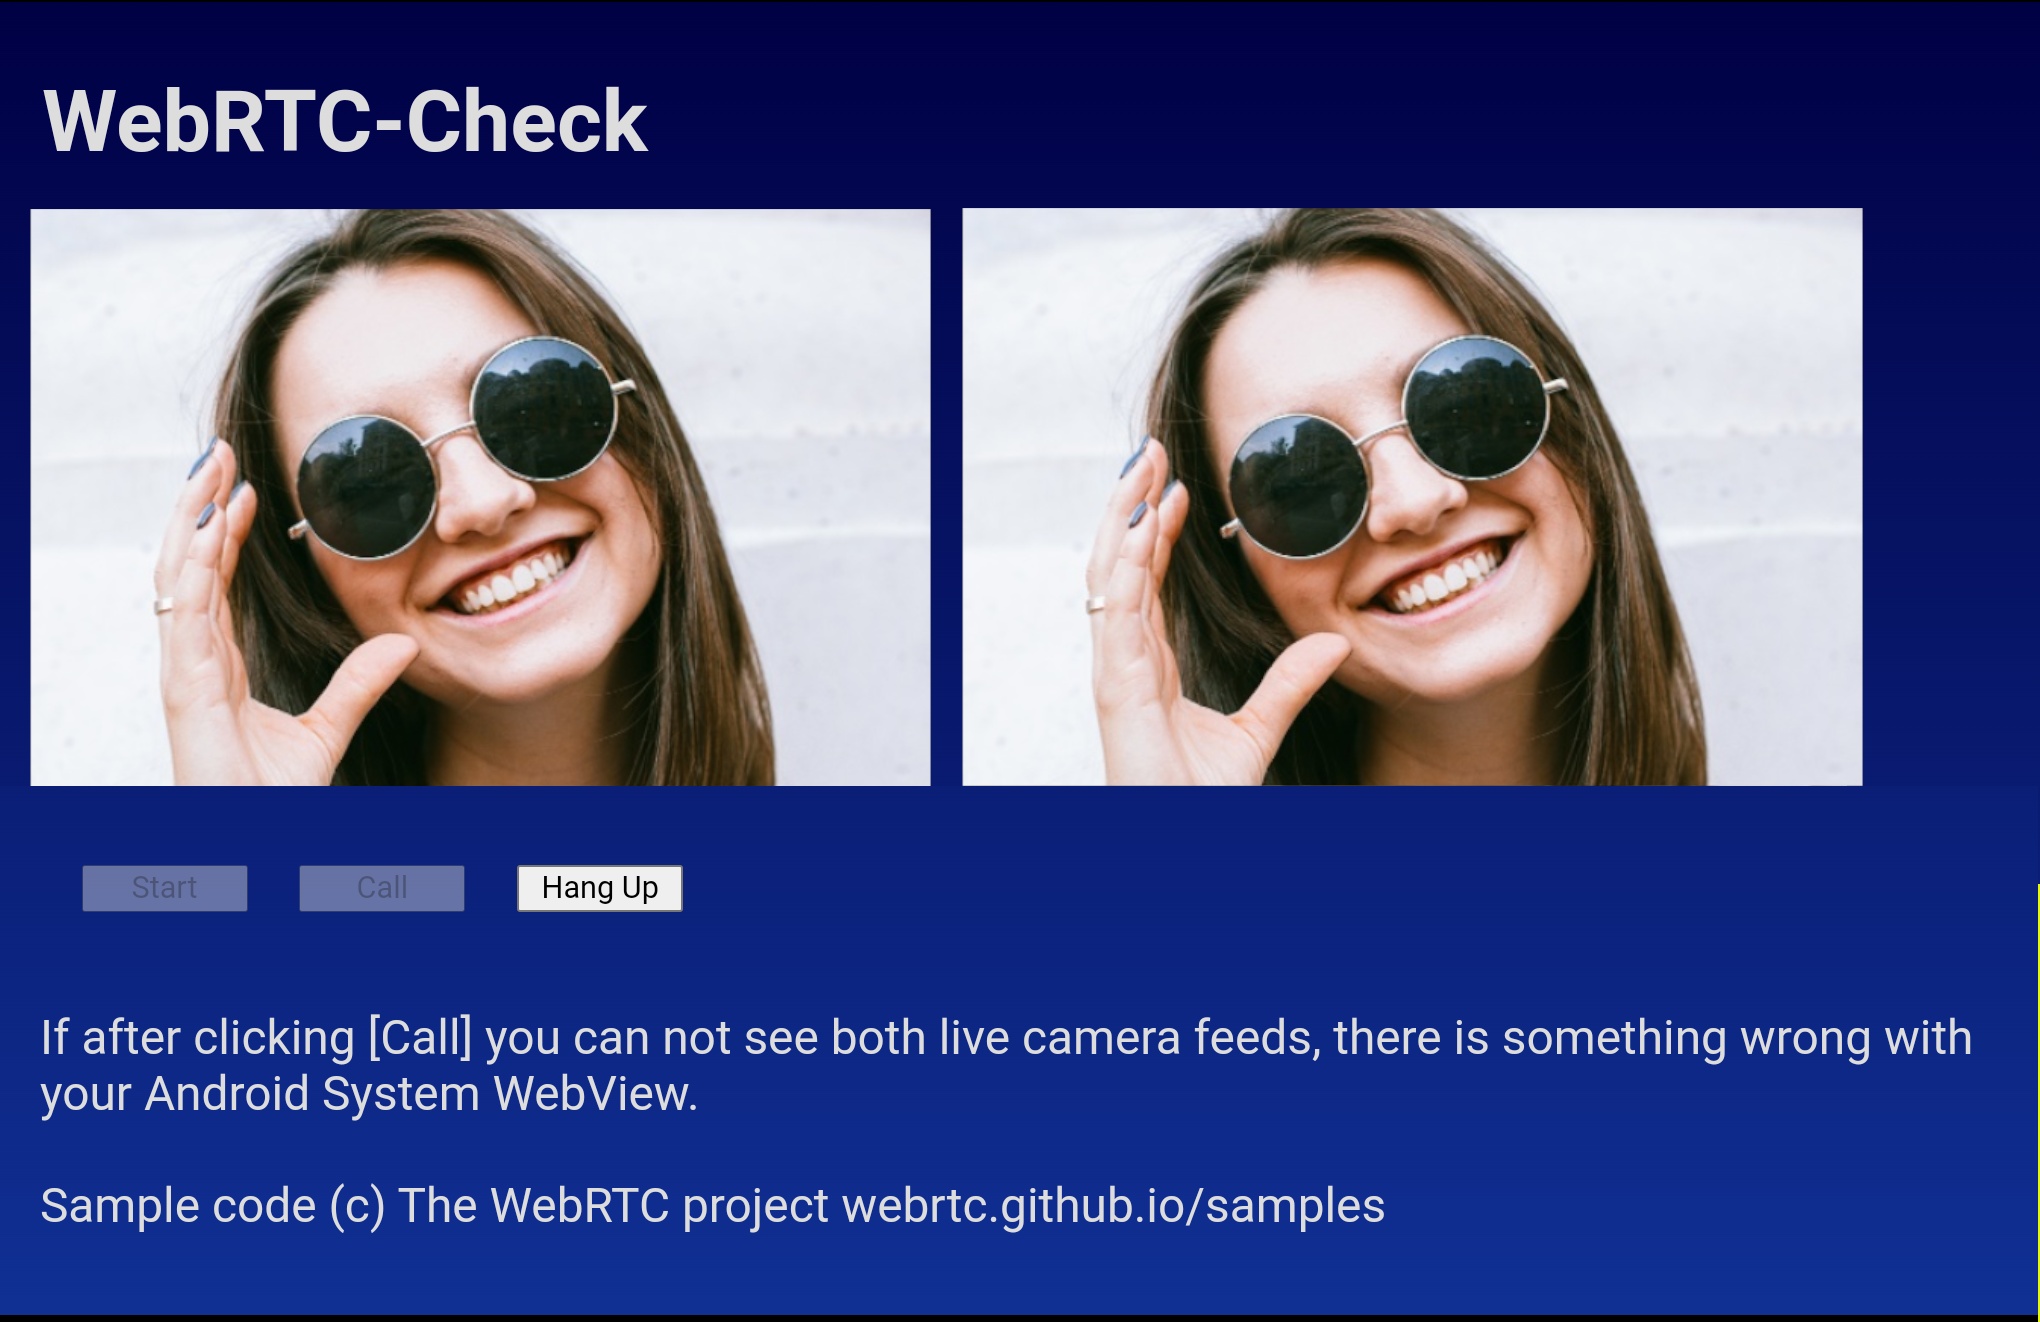 WebRTC-Check
Start
Call
Hang Up
If after clicking [Call] you can not see both live camera feeds, there is something wrong with
your Android System WebView.
Sample code (c) The WebRTC project webrtc.github.io/samples